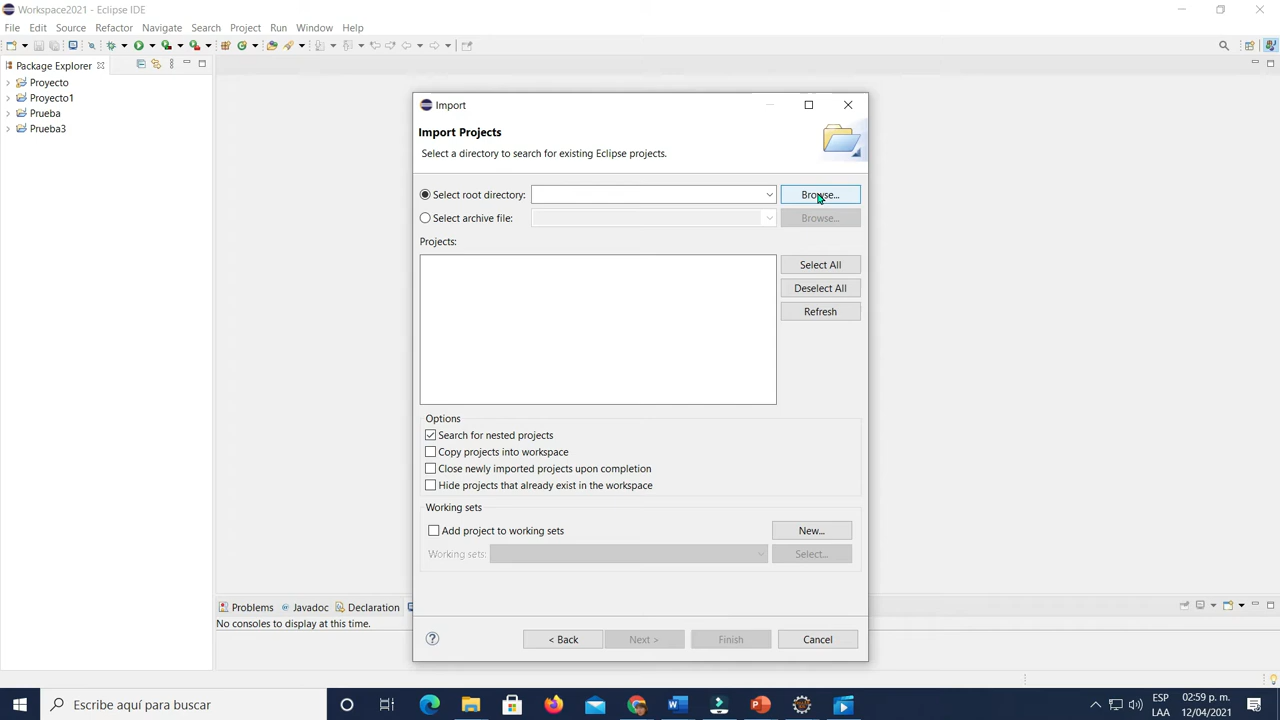 Workspace2021 - Eclipse IDE
File Edit Source Refactor Navigate Search Project Run Window Help
Package Explorer
Proyecto
Proyecto1
Prueba
Prueba3
Import
Import Projects
Select a directory to search for existing Eclipse projects.
Select root directory: Browse...
Select archive file: Browse...
Projects:
Select All
Deselect All
Refresh
Options
Search for nested projects
Copy projects into workspace
Close newly imported projects upon completion
Hide projects that already exist in the workspace
Working sets
Add project to working sets New...
Working sets: Select...
Problems Javadoc Declaration
No consoles to display at this time.
< Back Next > Finish Cancel
Escribe aquí para buscar
ESP 02:59 p. m.
LAA 12/04/2021